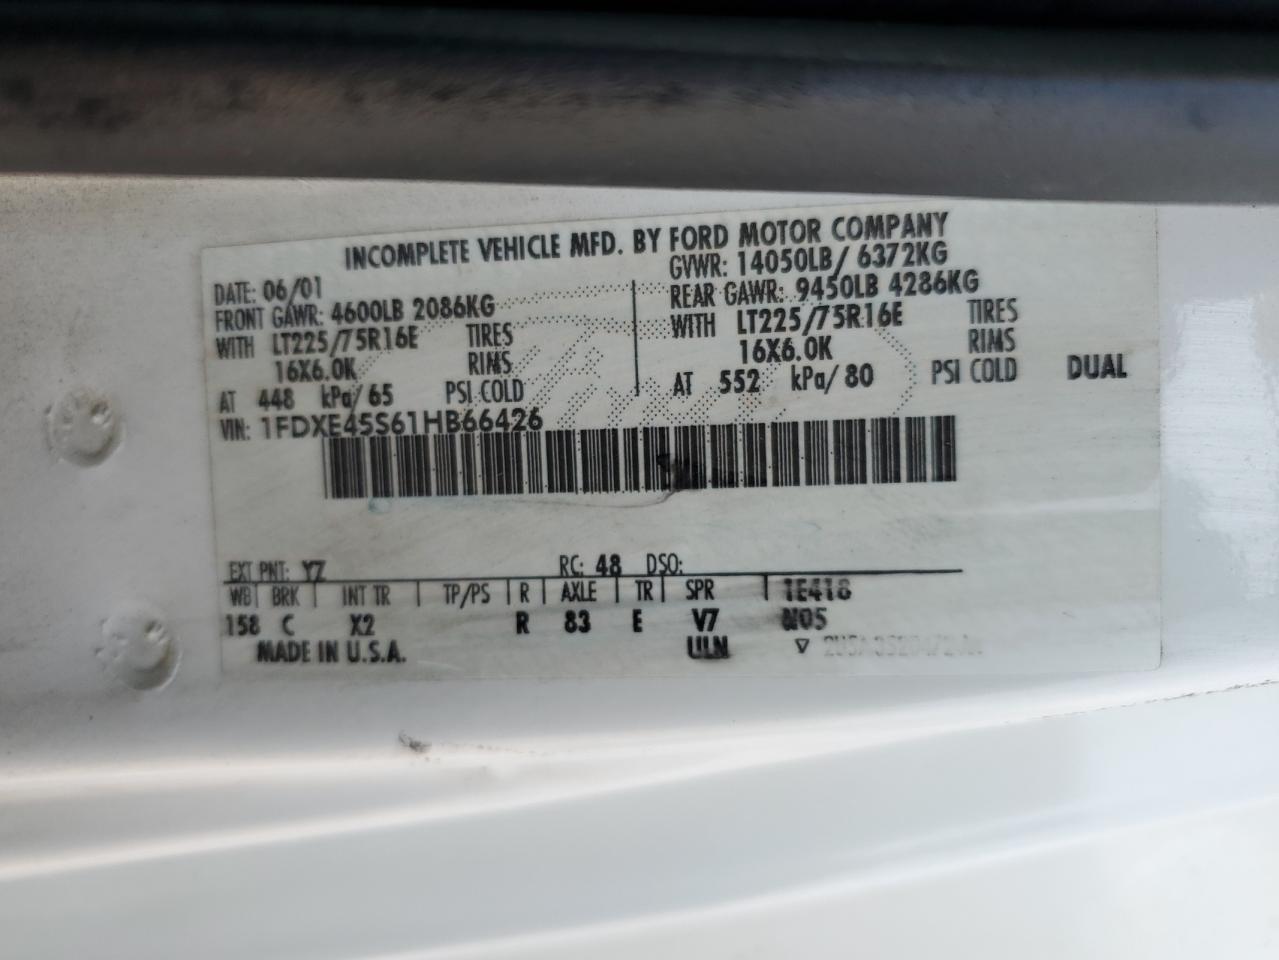 INCOMPLETE VEHICLE MFD. BY FORD MOTOR COMPANY
DATE: 06/01 GVWR: 14050LB/ 6372KG
FRONT GAWR: 4600LB 2086KG REAR GAWR: 9450LB 4286KG
WITH LT225/75R16E TIRES WITH LT225/75R16E TIRES
16X6.0K RIMS 16X6.0K RIMS
AT 448 kPa/ 65 PSI COLD AT 552 kPa/ 80 PSI COLD DUAL
VIN: 1FDXE45S61HB66426
EXT PNT: YZ RC: 48 DSO:
WB BRK INT TR TP/PS R AXLE TR SPR 1E418
158 C X2 R 83 E V7 N05
MADE IN U.S.A. ULN